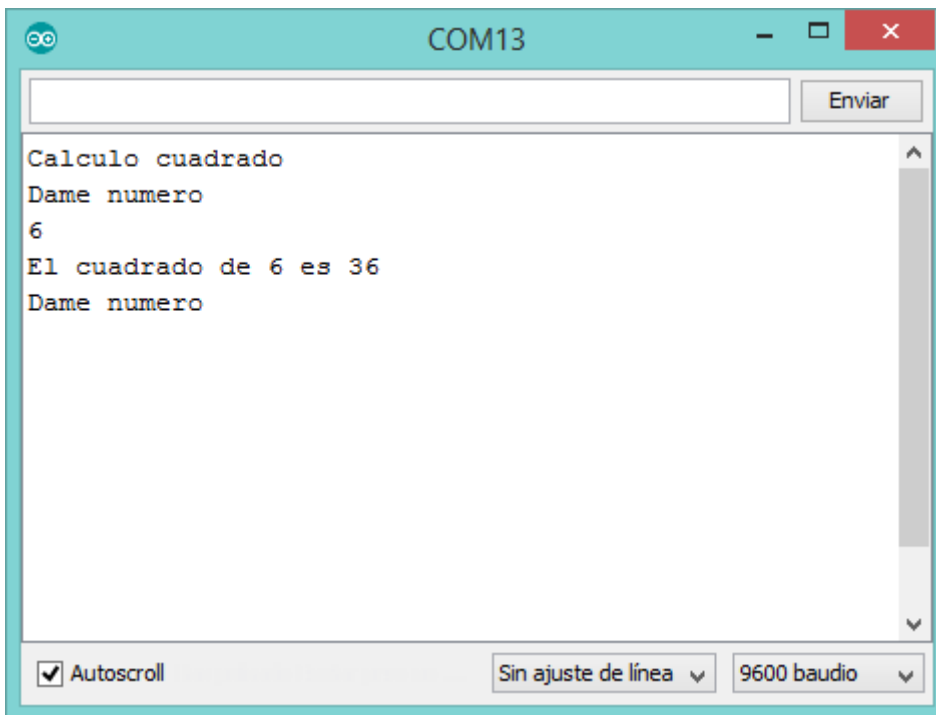 COM13
Enviar
Calculo cuadrado
Dame numero
6
El cuadrado de 6 es 36
Dame numero
Autoscroll
Sin ajuste de línea
9600 baudio